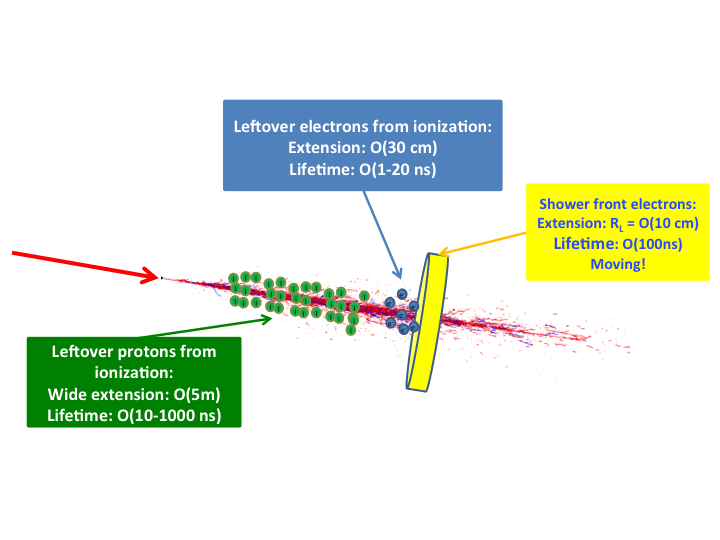 Leftover electrons from ionization:
Extension: O(30 cm)
Lifetime: O(1-20 ns)
Shower front electrons:
Extension: RL = O(10 cm)
Lifetime: O(100ns)
Moving!
Leftover protons from
ionization:
Wide extension: O(5m)
Lifetime: O(10-1000 ns)